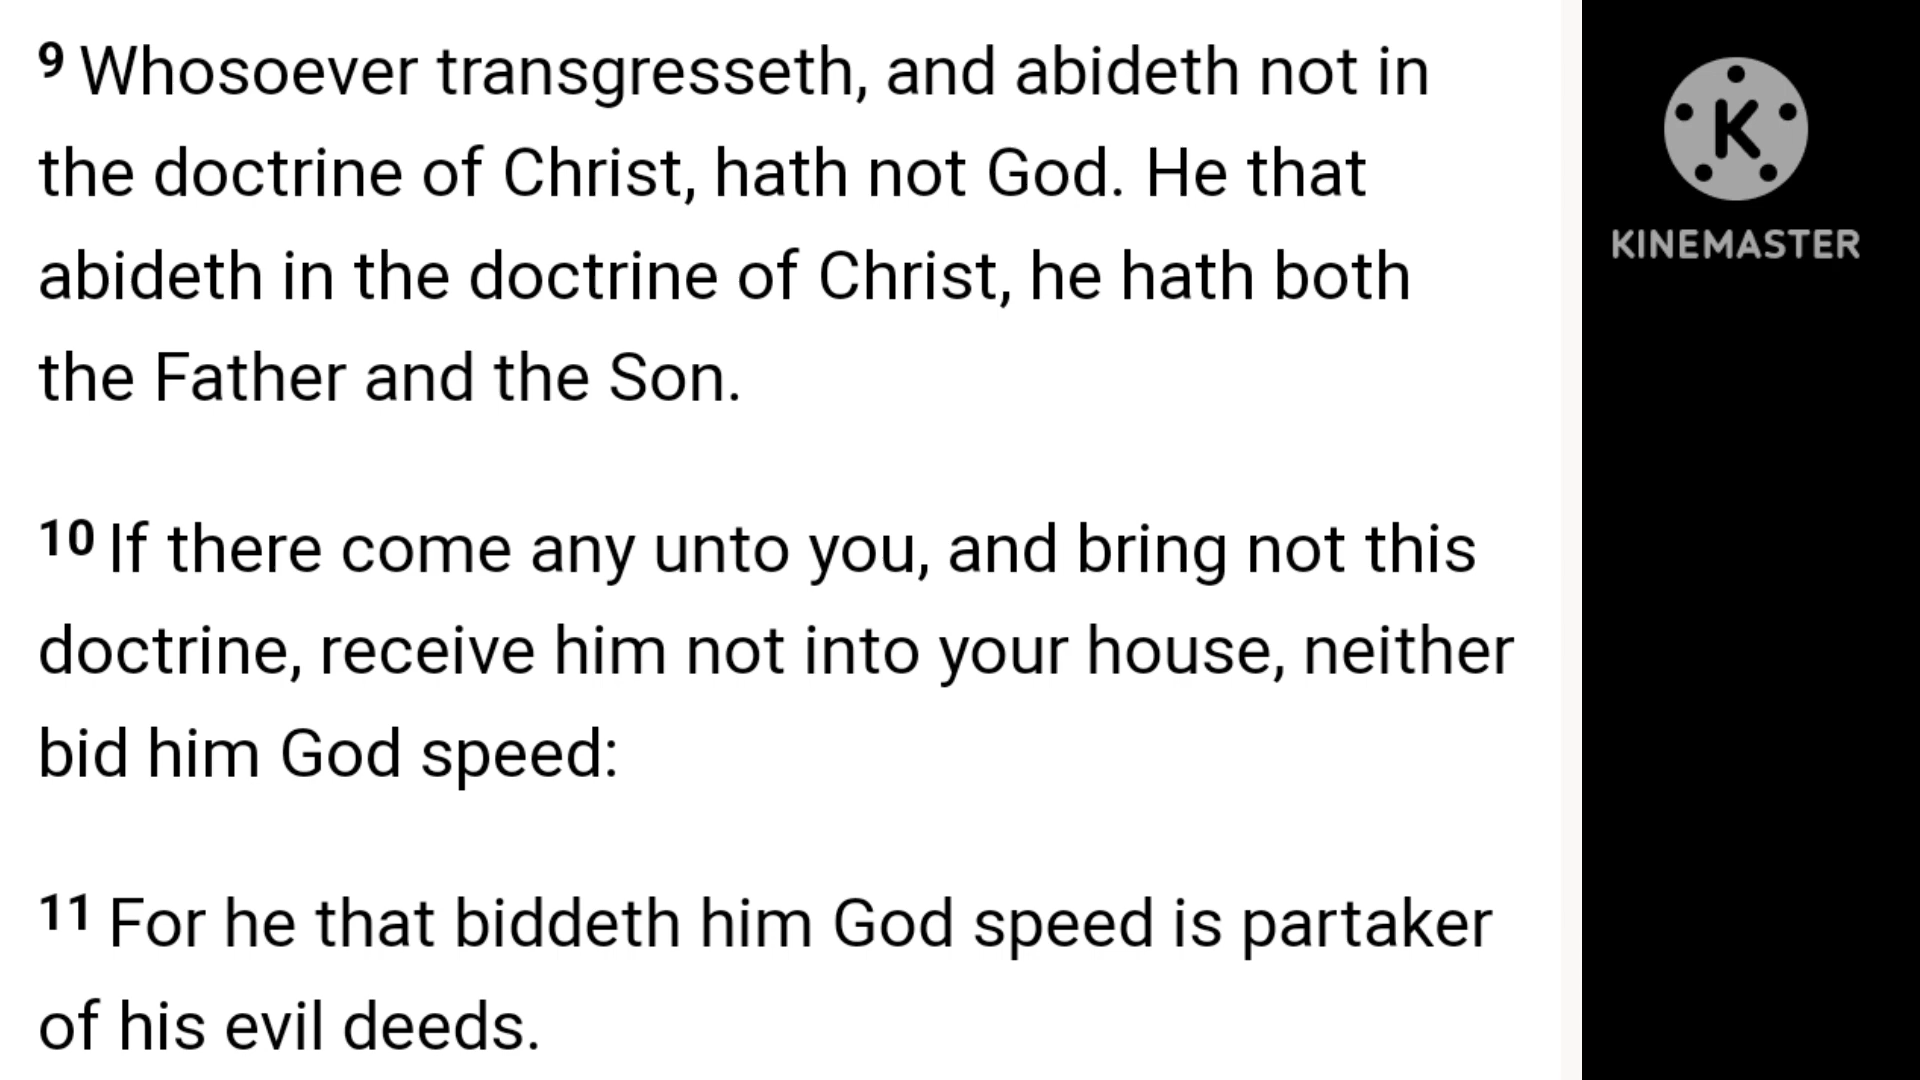 9 Whosoever transgresseth, and abideth not in
the doctrine of Christ, hath not God. He that
abideth in the doctrine of Christ, he hath both
the Father and the Son.
10 If there come any unto you, and bring not this
doctrine, receive him not into your house, neither
bid him God speed:
11 For he that biddeth him God speed is partaker
of his evil deeds.
K
KINEMASTER